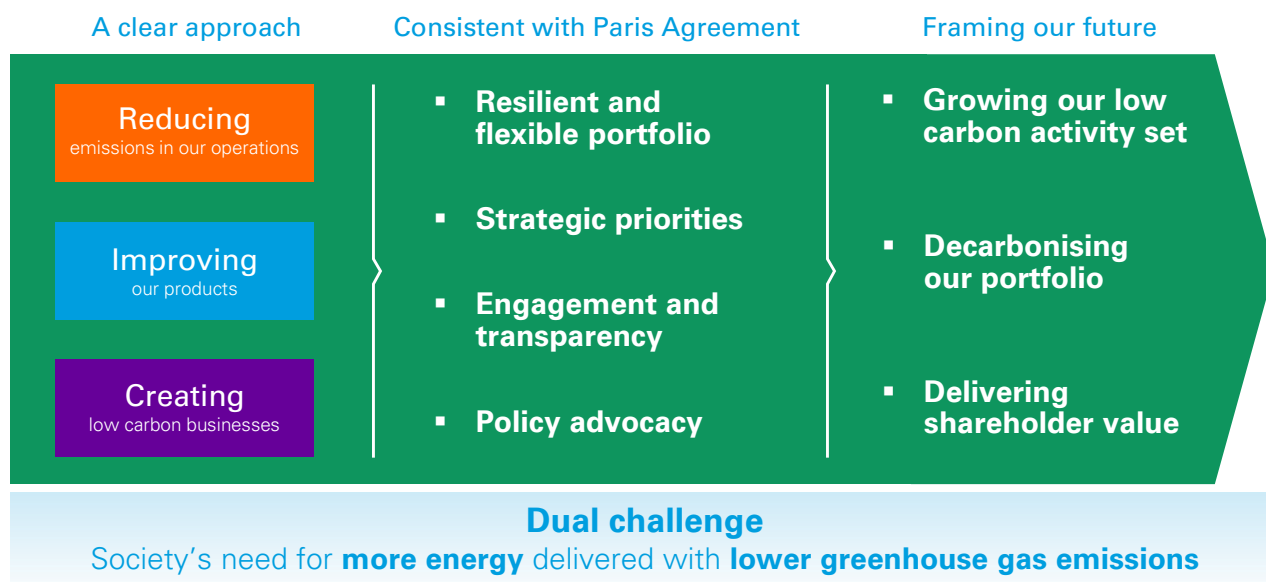 A clear approach
Consistent with Paris Agreement
Framing our future
Reducing
emissions in our operations
Improving
our products
Creating
low carbon businesses
▪ Resilient and
flexible portfolio
▪ Strategic priorities
▪ Engagement and
transparency
▪ Policy advocacy
▪ Growing our low
carbon activity set
▪ Decarbonising
our portfolio
▪ Delivering
shareholder value
Dual challenge
Society’s need for more energy delivered with lower greenhouse gas emissions